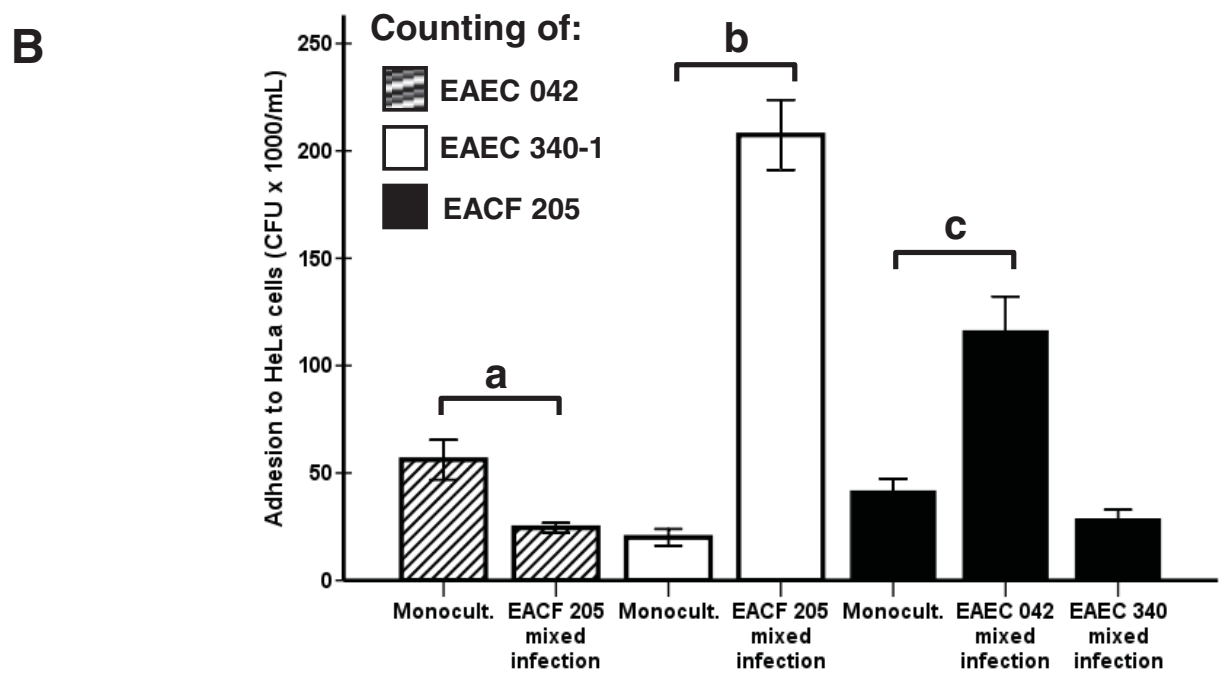 B
Counting of:
EAEC 042
EAEC 340-1
EACF 205
Adhesion to HeLa cells (CFU x 1000/mL)
250
200
150
100
50
0
a
b
c
Monocult.
EACF 205
mixed
infection
Monocult.
EACF 205
mixed
infection
Monocult.
EAEC 042
mixed
infection
EAEC 340
mixed
infection